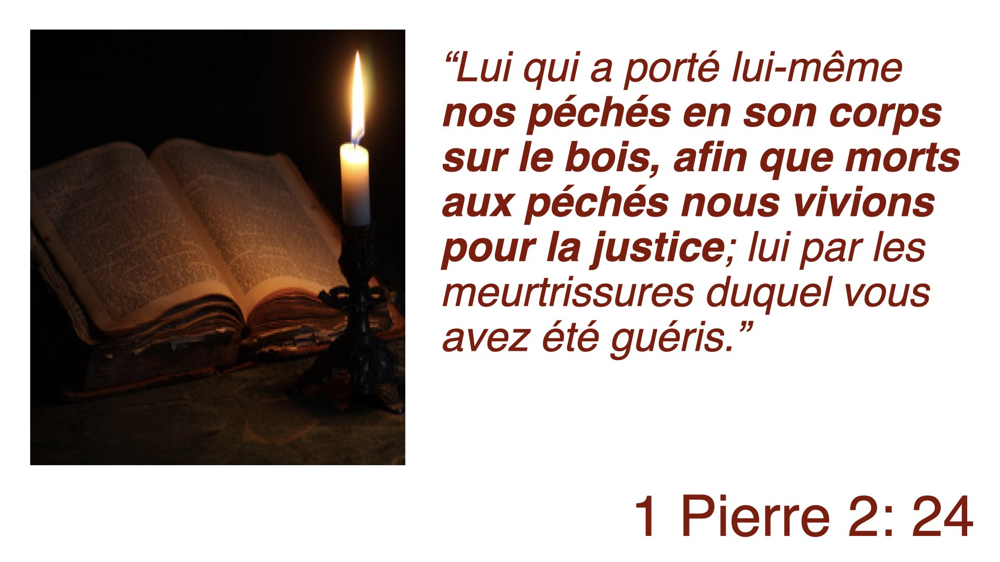 “Lui qui a porté lui-même
nos péchés en son corps
sur le bois, afin que morts
aux péchés nous vivions
pour la justice; lui par les
meurtrissures duquel vous
avez été guéris.”
1 Pierre 2: 24